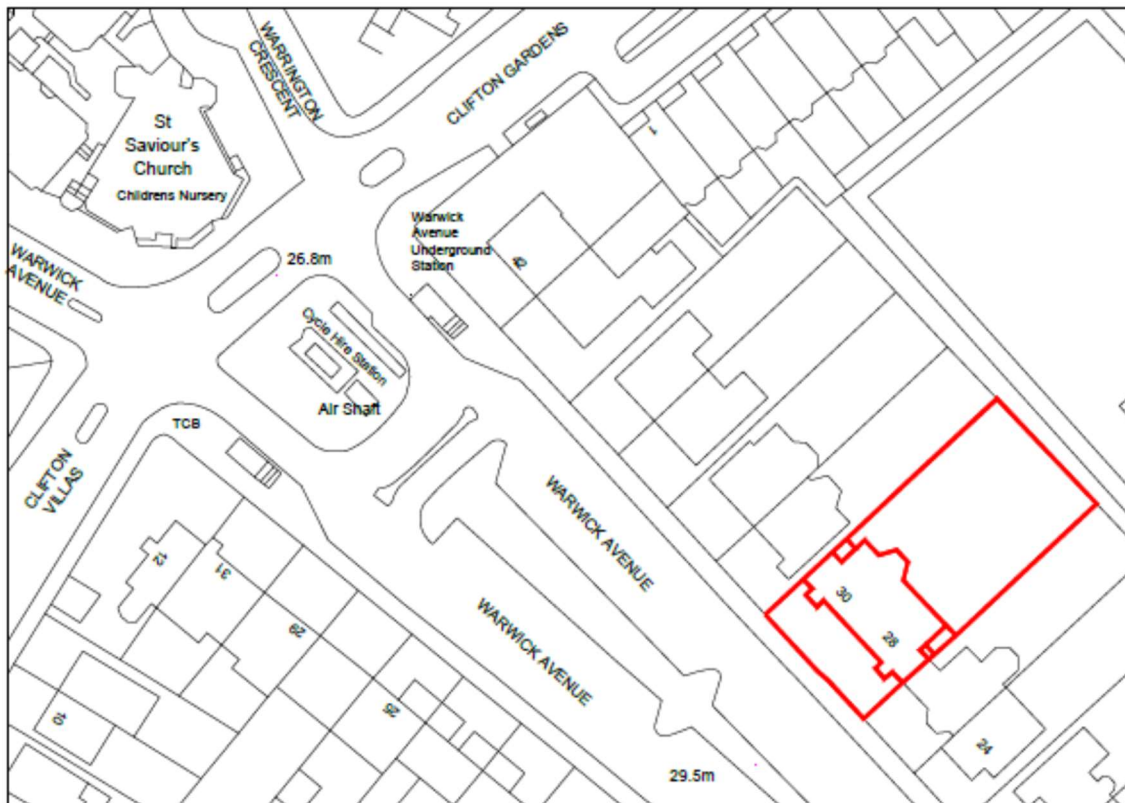 WARRINGTON
CRESCENT
CLIFTON GARDENS
St
Saviour's
Church
Childrens Nursery
1
Warwick
Avenue
Underground
Station
42
WARWICK
AVENUE
26.8m
Cycle Hire Station
Air Shaft
TCB
CLIFTON
VILLAS
WARWICK AVENUE
12
31
29
WARWICK AVENUE
30
28
10
25
24
29.5m